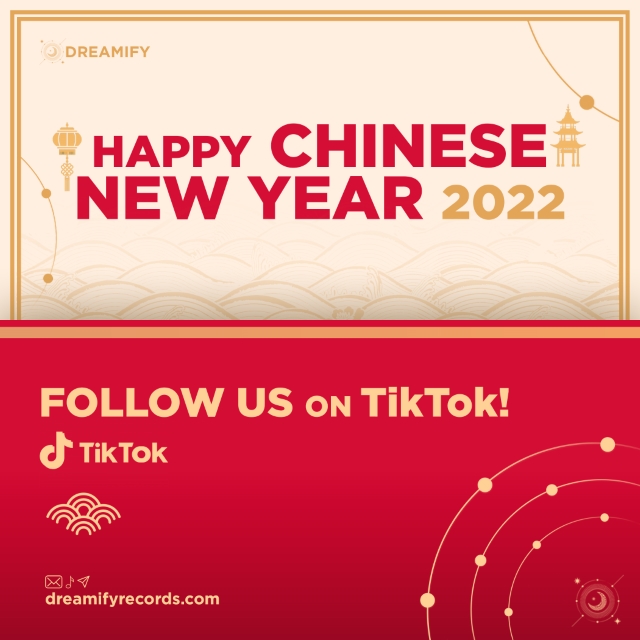 DREAMIFY
HAPPY CHINESE
NEW YEAR 2022
FOLLOW US ON TikTok!
TikTok
dreamifyrecords.com